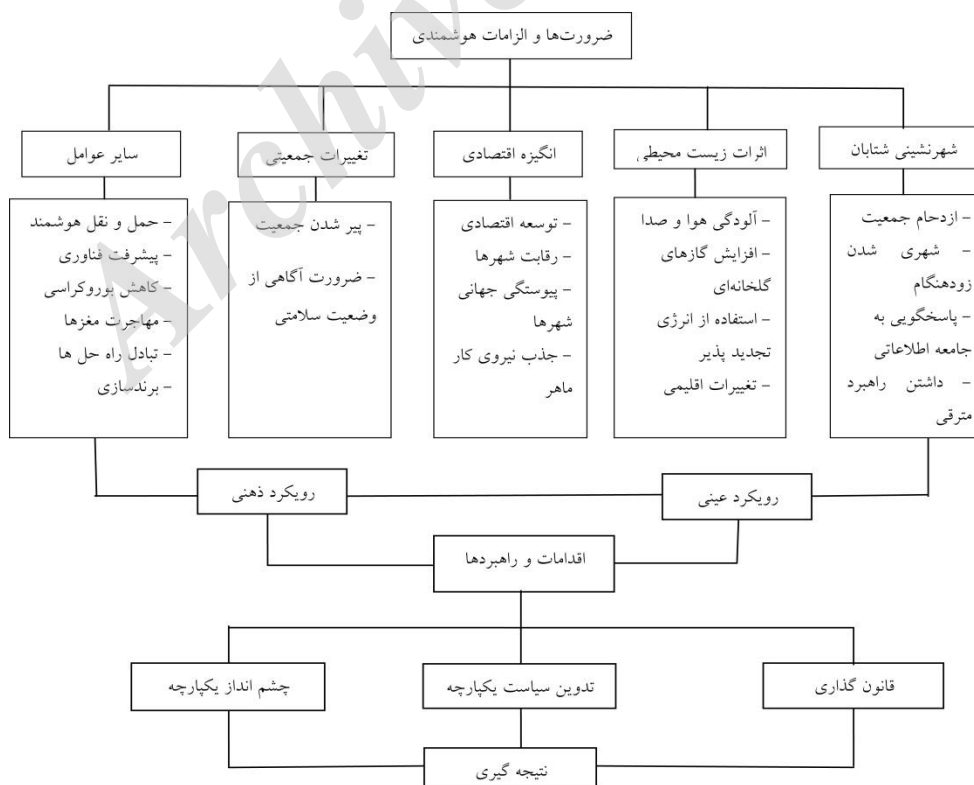 ضرورت‌ها و الزامات هوشمندی
شهرنشینی شتابان
اثرات زیست محیطی
انگیزه اقتصادی
تغییرات جمعیتی
سایر عوامل
- ازدحام جمعیت
- شهری شدن
زودهنگام
- پاسخگویی به
جامعه اطلاعاتی
- داشتن راهبرد
مترقی
- آلودگی هوا و صدا
- افزایش گازهای
گلخانه‌ای
- استفاده از انرژی
تجدید پذیر
- تغییرات اقلیمی
- توسعه اقتصادی
- رقابت شهرها
- پیوستگی جهانی
شهرها
- جذب نیروی کار
ماهر
- پیر شدن جمعیت
- ضرورت آگاهی از
وضعیت سلامتی
- حمل و نقل هوشمند
- پیشرفت فناوری
- کاهش بوروکراسی
- مهاجرت مغزها
- تبادل راه حل ها
- برندسازی
رویکرد عینی
رویکرد ذهنی
اقدامات و راهبردها
قانون گذاری
تدوین سیاست یکپارچه
چشم انداز یکپارچه
نتیجه گیری
Archive